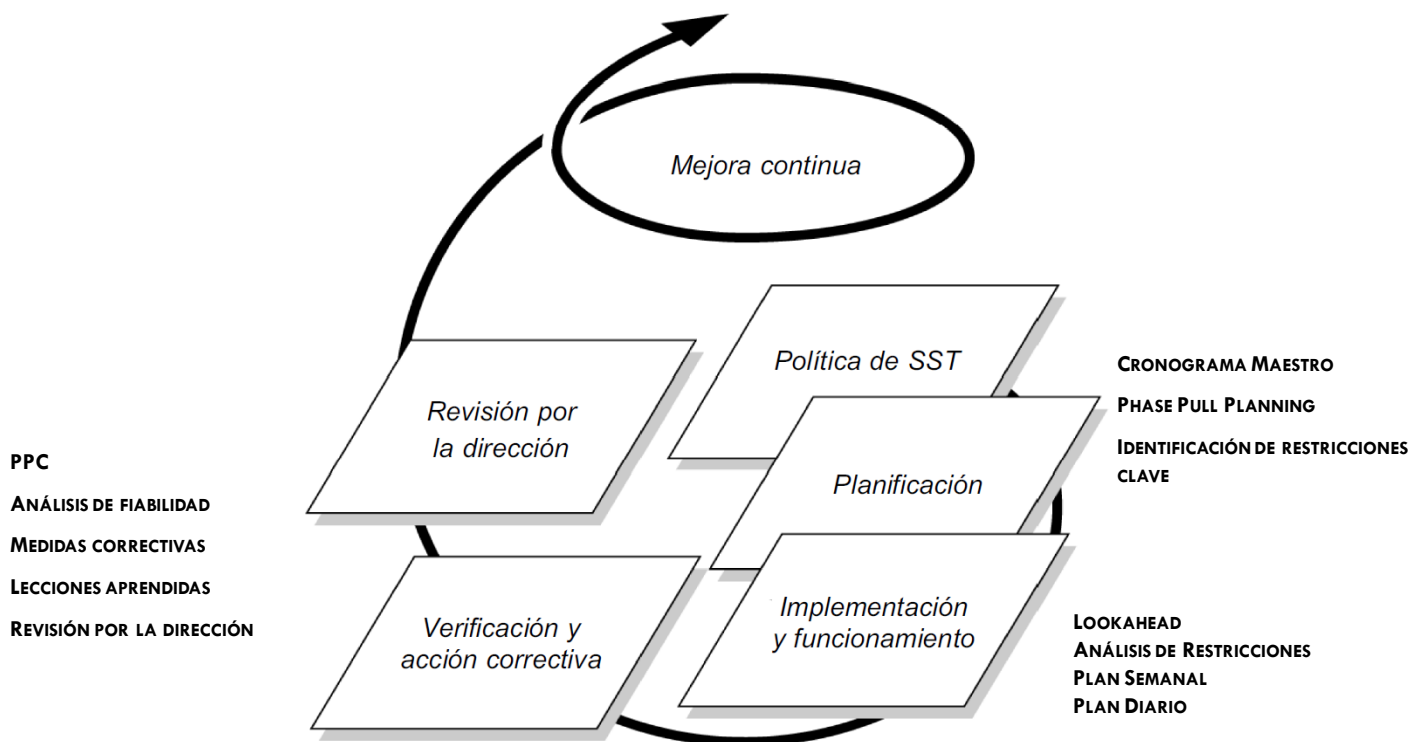 Mejora continua
Política de SST
Revisión por
la dirección
Planificación
Implementación
y funcionamiento
Verificación y
acción correctiva
CRONOGRAMA MAESTRO
PHASE PULL PLANNING
IDENTIFICACIÓN DE RESTRICCIONES
CLAVE
PPC
ANÁLISIS DE FIABILIDAD
MEDIDAS CORRECTIVAS
LECCIONES APRENDIDAS
REVISIÓN POR LA DIRECCIÓN
LOOKAHEAD
ANÁLISIS DE RESTRICCIONES
PLAN SEMANAL
PLAN DIARIO